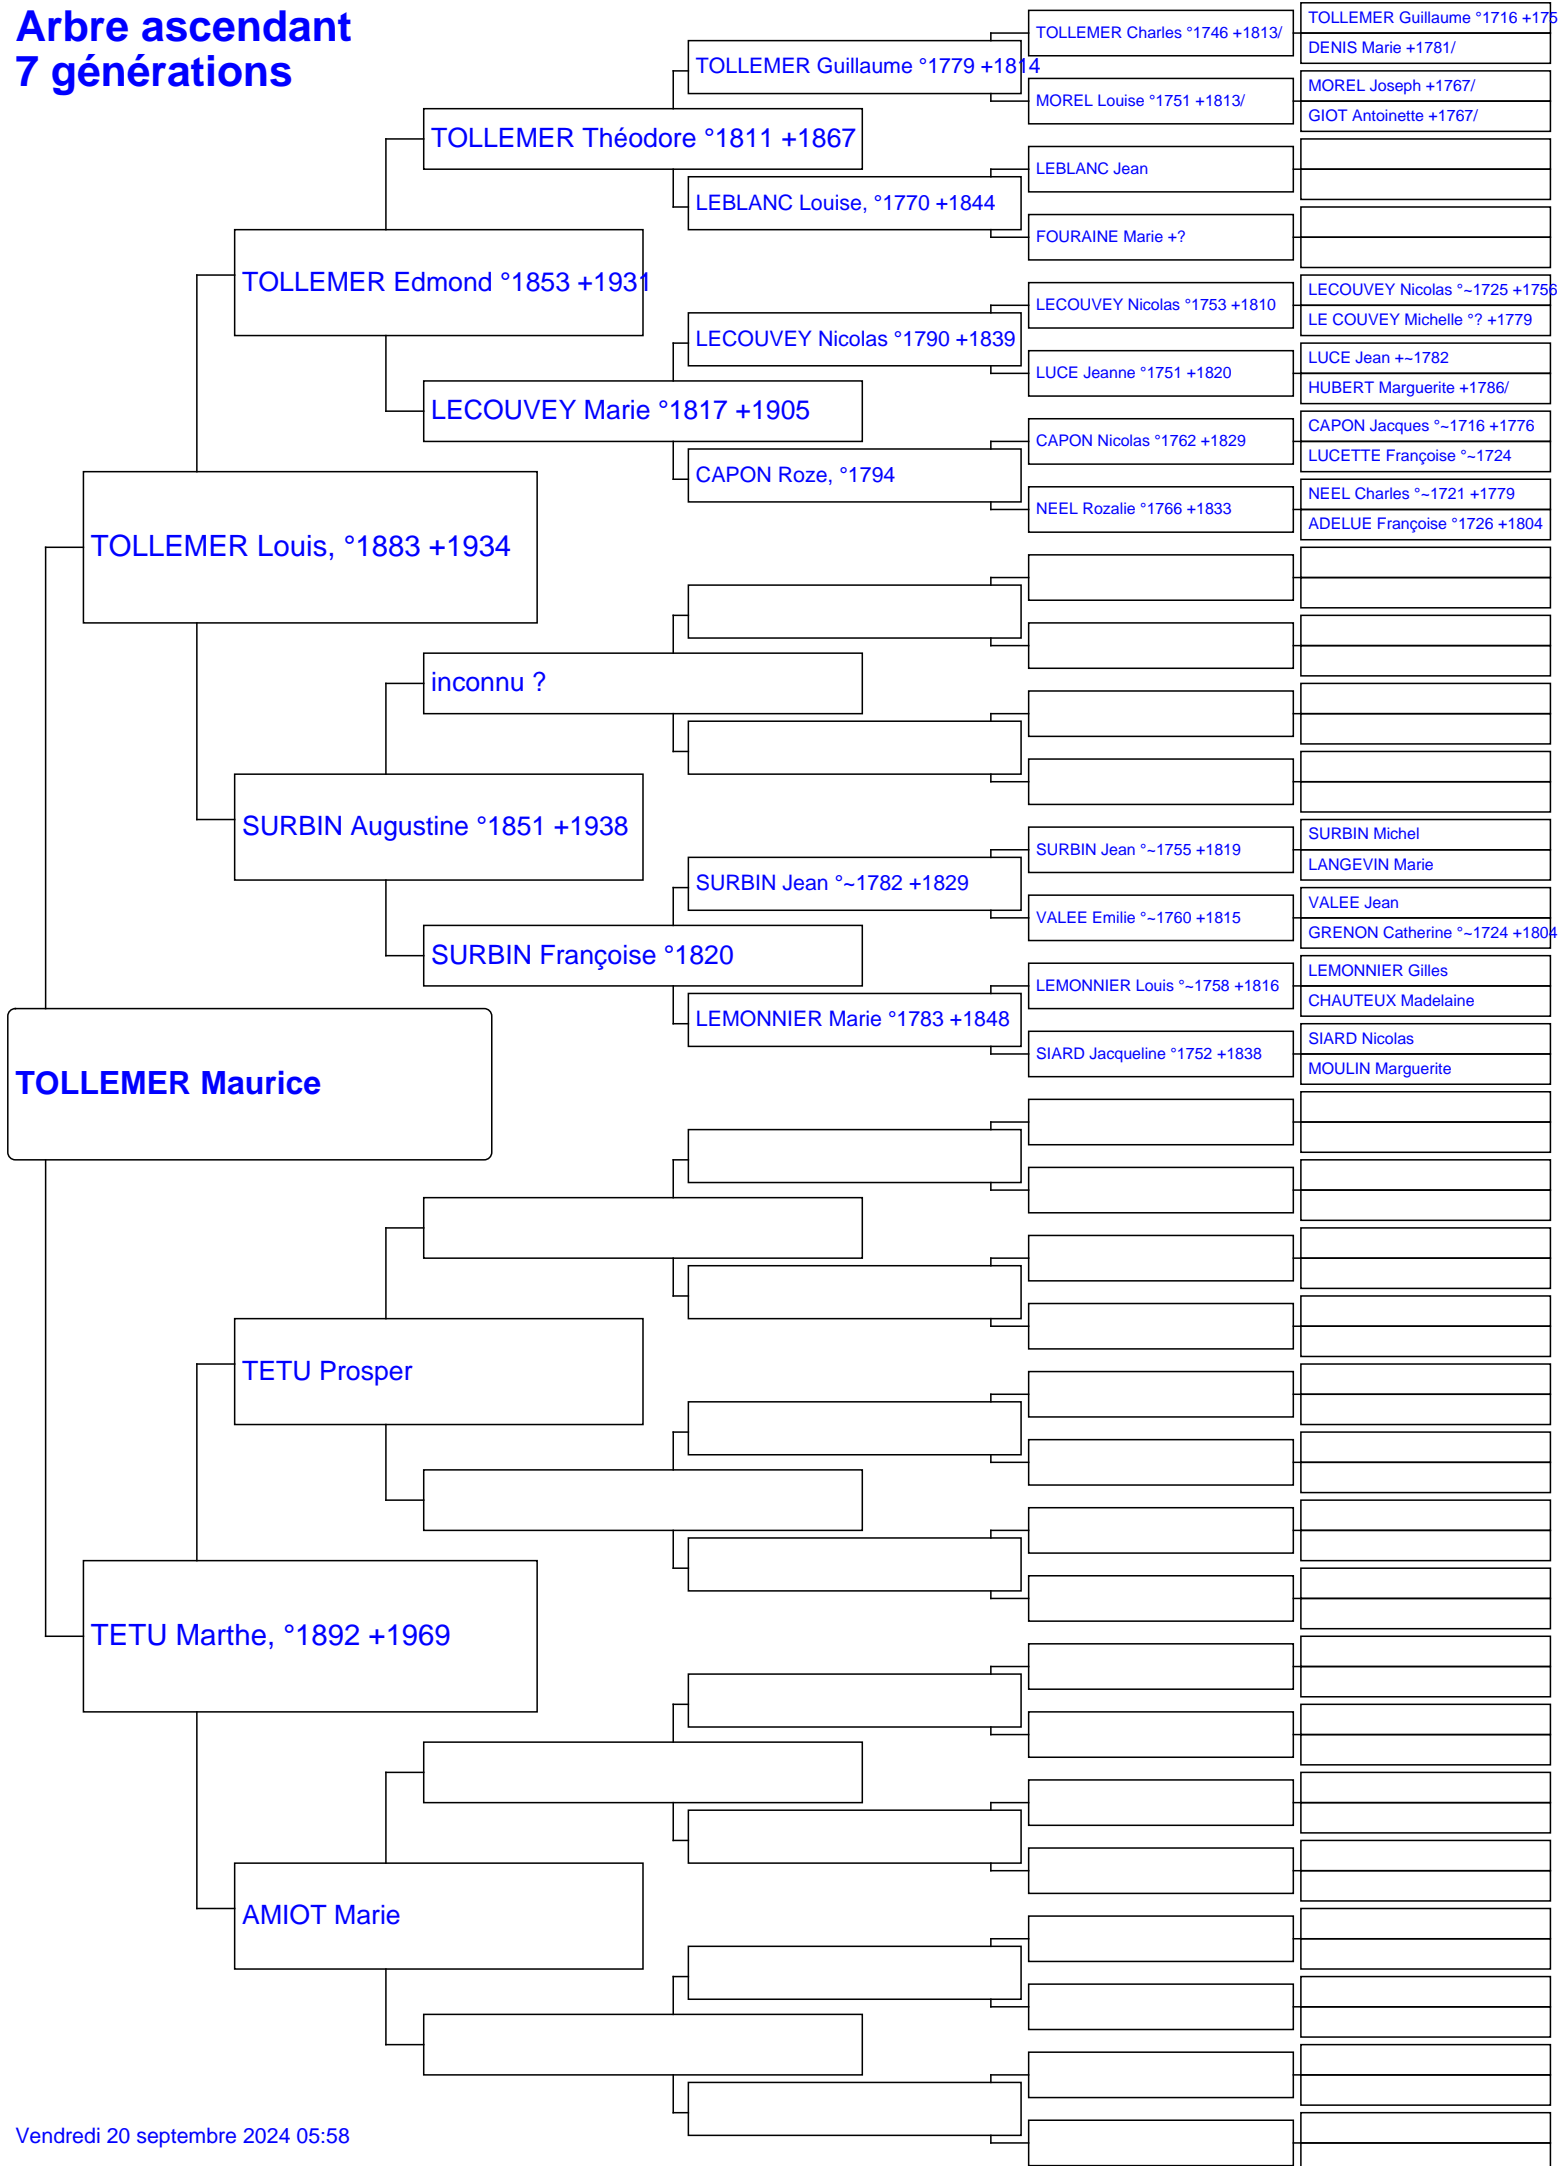 Arbre ascendant
7 générations
TOLLEMER Maurice
TOLLEMER Louis, °1883 +1934
TETU Marthe, °1892 +1969
TOLLEMER Edmond °1853 +1931
SURBIN Augustine °1851 +1938
TETU Prosper
AMIOT Marie
TOLLEMER Théodore °1811 +1867
LECOUVEY Marie °1817 +1905
inconnu ?
SURBIN Françoise °1820
TOLLEMER Guillaume °1779 +1814
LEBLANC Louise, °1770 +1844
LECOUVEY Nicolas °1790 +1839
CAPON Roze, °1794
SURBIN Jean °~1782 +1829
LEMONNIER Marie °1783 +1848
TOLLEMER Charles °1746 +1813/
MOREL Louise °1751 +1813/
LEBLANC Jean
FOURAINE Marie +?
LECOUVEY Nicolas °1753 +1810
LUCE Jeanne °1751 +1820
CAPON Nicolas °1762 +1829
NEEL Rozalie °1766 +1833
SURBIN Jean °~1755 +1819
VALEE Emilie °~1760 +1815
LEMONNIER Louis °~1758 +1816
SIARD Jacqueline °1752 +1838
TOLLEMER Guillaume °1716 +175
DENIS Marie +1781/
MOREL Joseph +1767/
GIOT Antoinette +1767/
LECOUVEY Nicolas °~1725 +1756
LE COUVEY Michelle °? +1779
LUCE Jean +~1782
HUBERT Marguerite +1786/
CAPON Jacques °~1716 +1776
LUCETTE Françoise °~1724
NEEL Charles °~1721 +1779
ADELUE Françoise °1726 +1804
SURBIN Michel
LANGEVIN Marie
VALEE Jean
GRENON Catherine °~1724 +1804
LEMONNIER Gilles
CHAUTEUX Madelaine
SIARD Nicolas
MOULIN Marguerite
Vendredi 20 septembre 2024 05:58